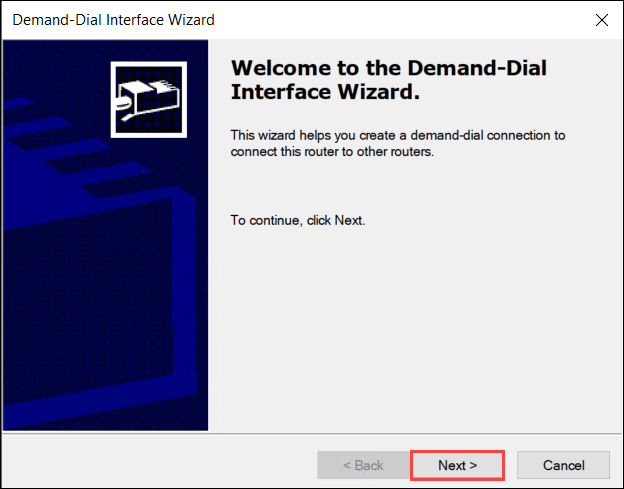 Demand-Dial Interface Wizard
Welcome to the Demand-Dial
Interface Wizard.
This wizard helps you create a demand-dial connection to
connect this router to other routers.
To continue, click Next.
< Back
Next >
Cancel